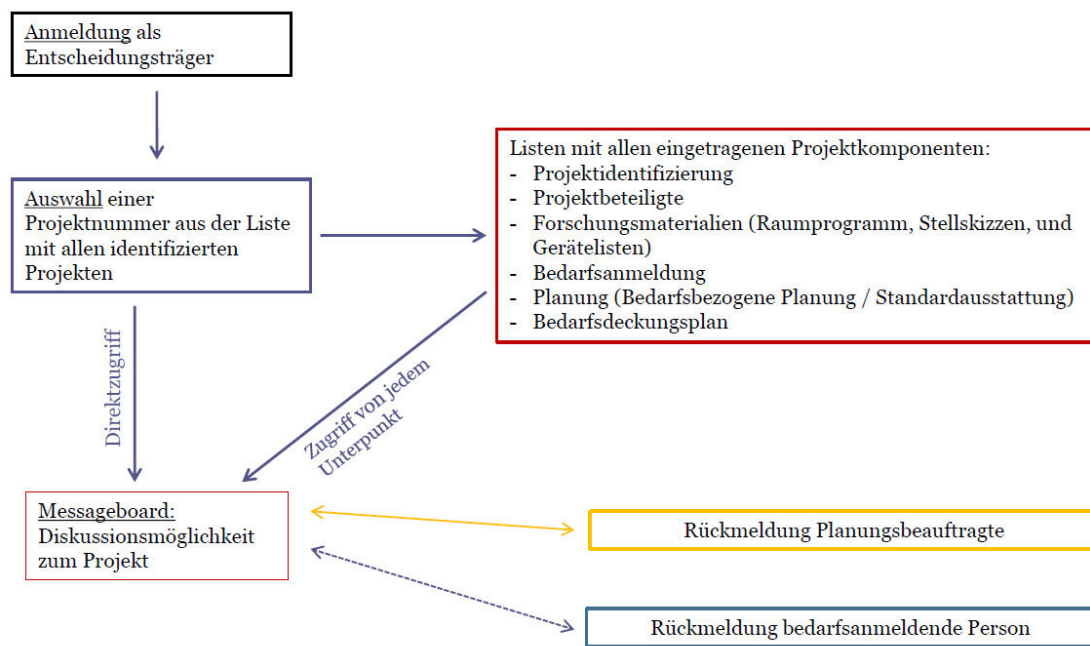 Anmeldung als
Entscheidungsträger
Auswahl einer
Projektnummer aus der Liste
mit allen identifizierten
Projekten
Listen mit allen eingetragenen Projektkomponenten:
- Projektidentifizierung
- Projektbeteiligte
- Forschungsmaterialien (Raumprogramm, Stellskizzen, und
Gerätelisten)
- Bedarfsanmeldung
- Planung (Bedarfsbezogene Planung / Standardausstattung)
- Bedarfsdeckungsplan
Direktzugriff
Zugriff von jedem
Unterpunkt
Messageboard:
Diskussionsmöglichkeit
zum Projekt
Rückmeldung Planungsbeauftragte
Rückmeldung bedarfsanmeldende Person